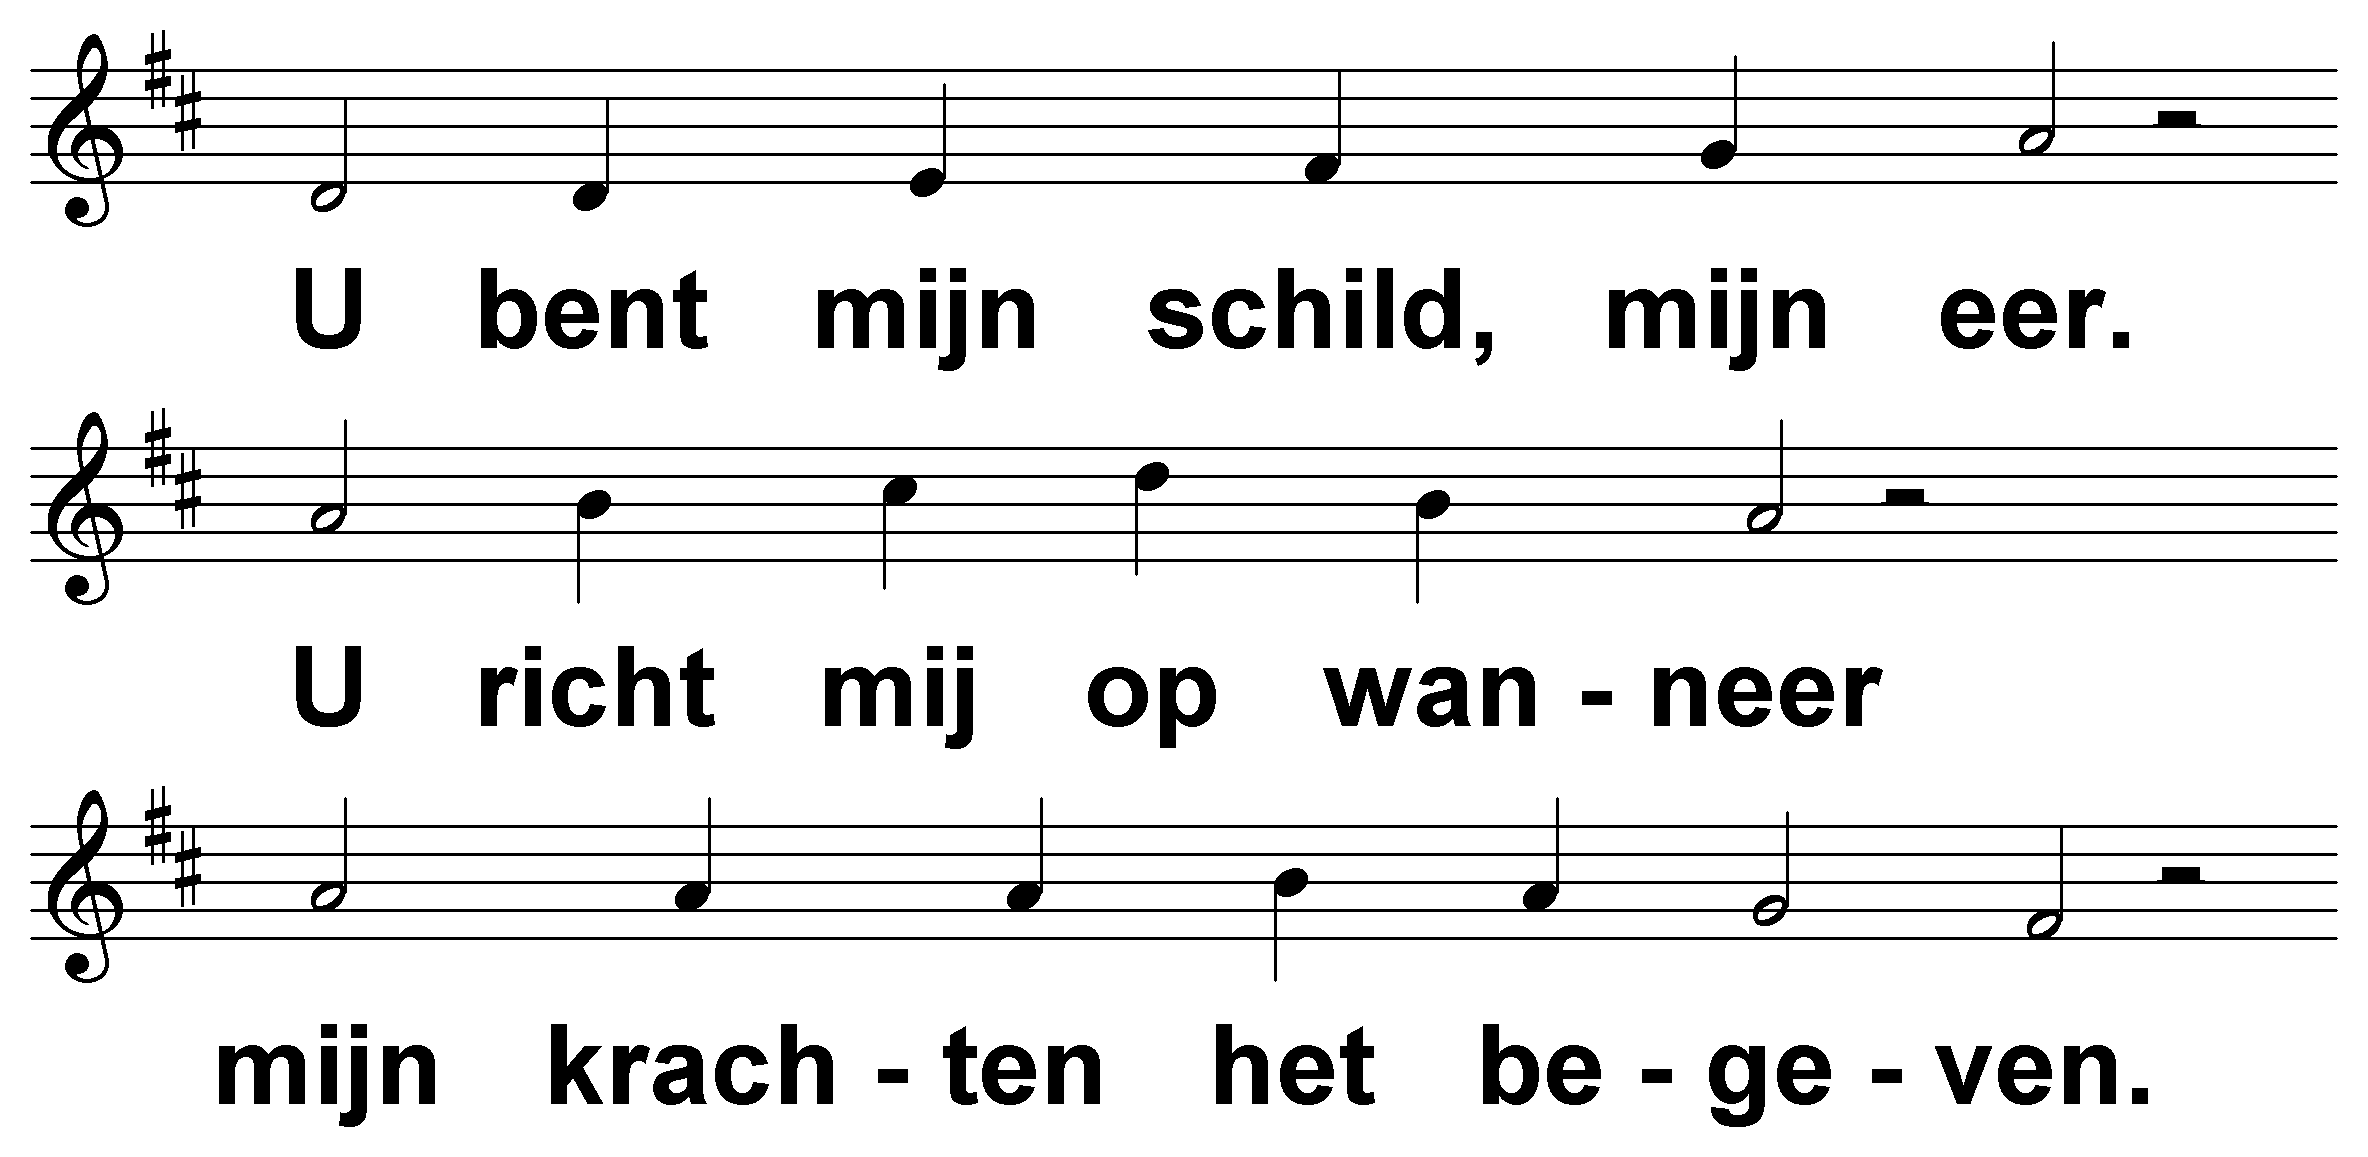 U bent mijn schild, mijn eer.
U richt mij op wan - neer
mijn krach - ten het be - ge - ven.